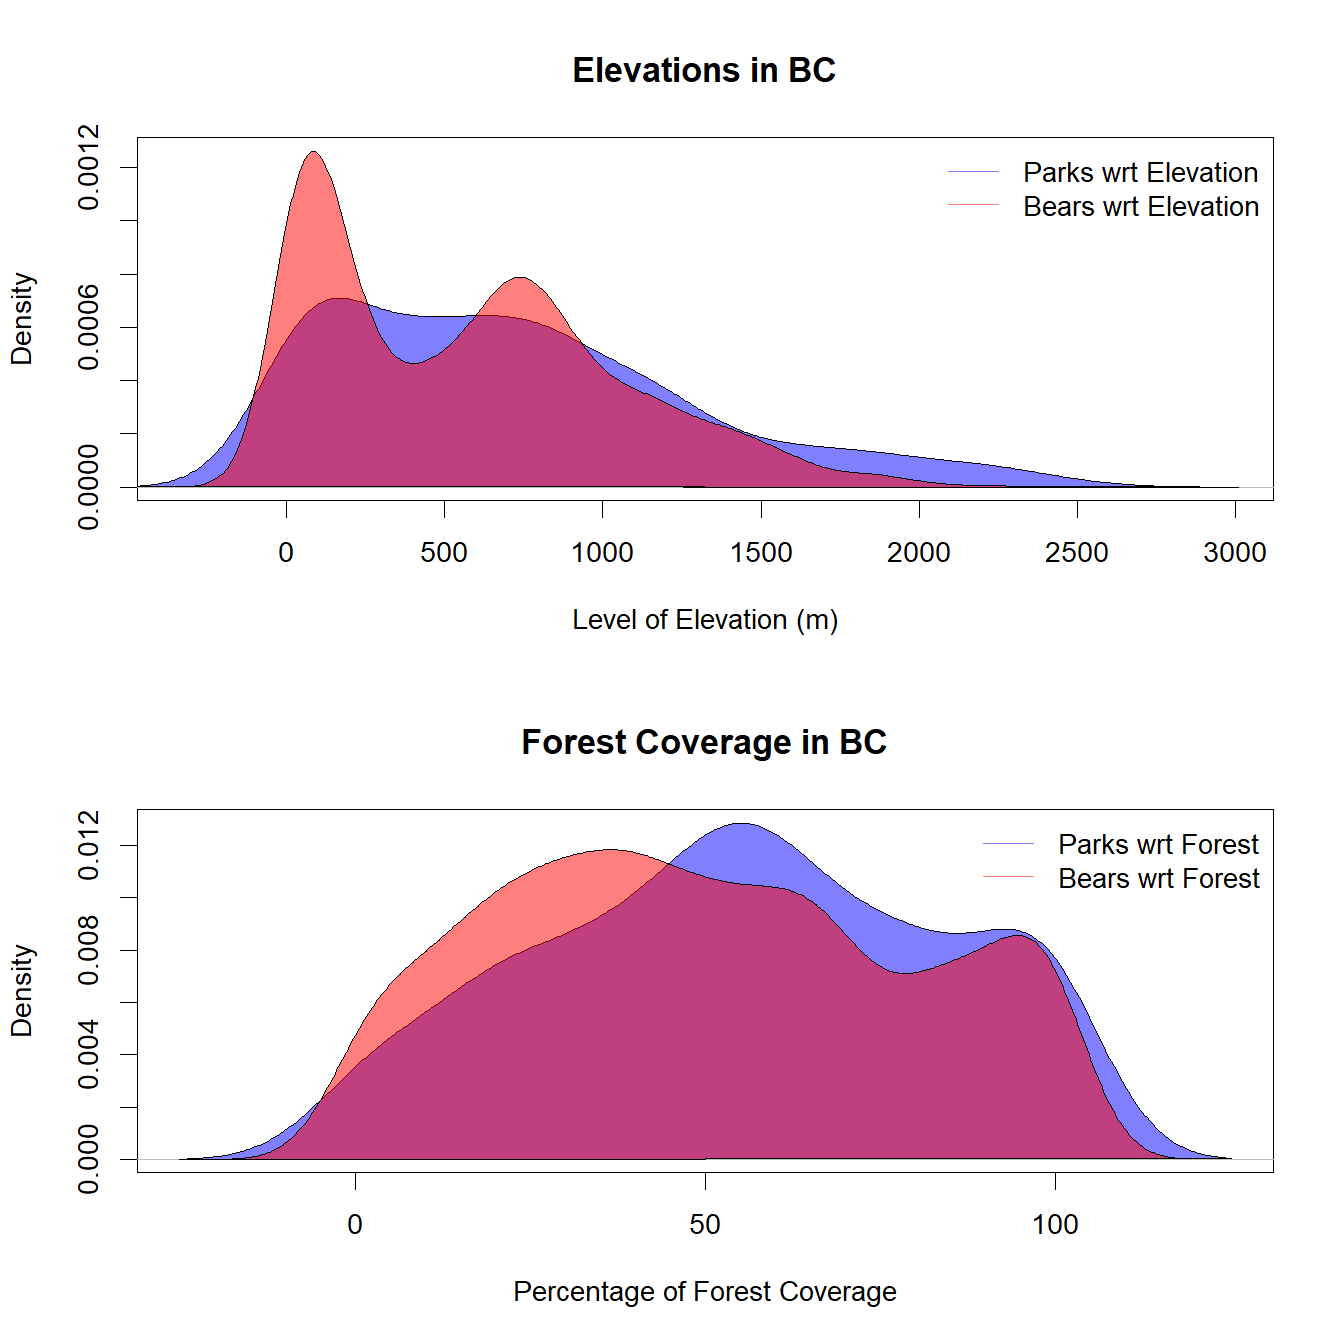 Elevations in BC
Parks wrt Elevation
Bears wrt Elevation
Density
0.0012
0.0006
0.0000
0 500 1000 1500 2000 2500 3000
Level of Elevation (m)
Forest Coverage in BC
Parks wrt Forest
Bears wrt Forest
Density
0.012
0.008
0.004
0.000
0 50 100
Percentage of Forest Coverage